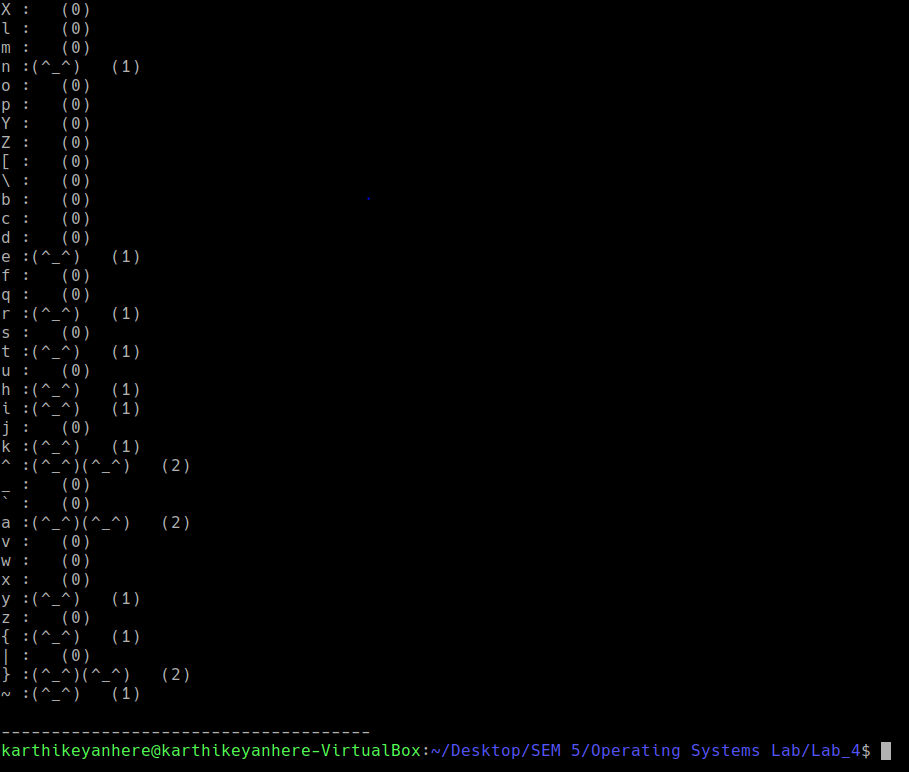 X :   (0)
l :   (0)
m :   (0)
n :(^_^)   (1)
o :   (0)
p :   (0)
Y :   (0)
Z :   (0)
[ :   (0)
\ :   (0)
b :   (0)
c :   (0)
d :   (0)
e :(^_^)   (1)
f :   (0)
q :   (0)
r :(^_^)   (1)
s :   (0)
t :(^_^)   (1)
u :   (0)
h :(^_^)   (1)
i :(^_^)   (1)
j :   (0)
k :(^_^)   (1)
^ :(^_^)(^_^)   (2)
_ :   (0)
` :   (0)
a :(^_^)(^_^)   (2)
v :   (0)
w :   (0)
x :   (0)
y :(^_^)   (1)
z :   (0)
{ :(^_^)   (1)
| :   (0)
} :(^_^)(^_^)   (2)
~ :(^_^)   (1)
-------------------------------------
karthikeyanhere@karthikeyanhere-VirtualBox:~/Desktop/SEM 5/Operating Systems Lab/Lab_4$